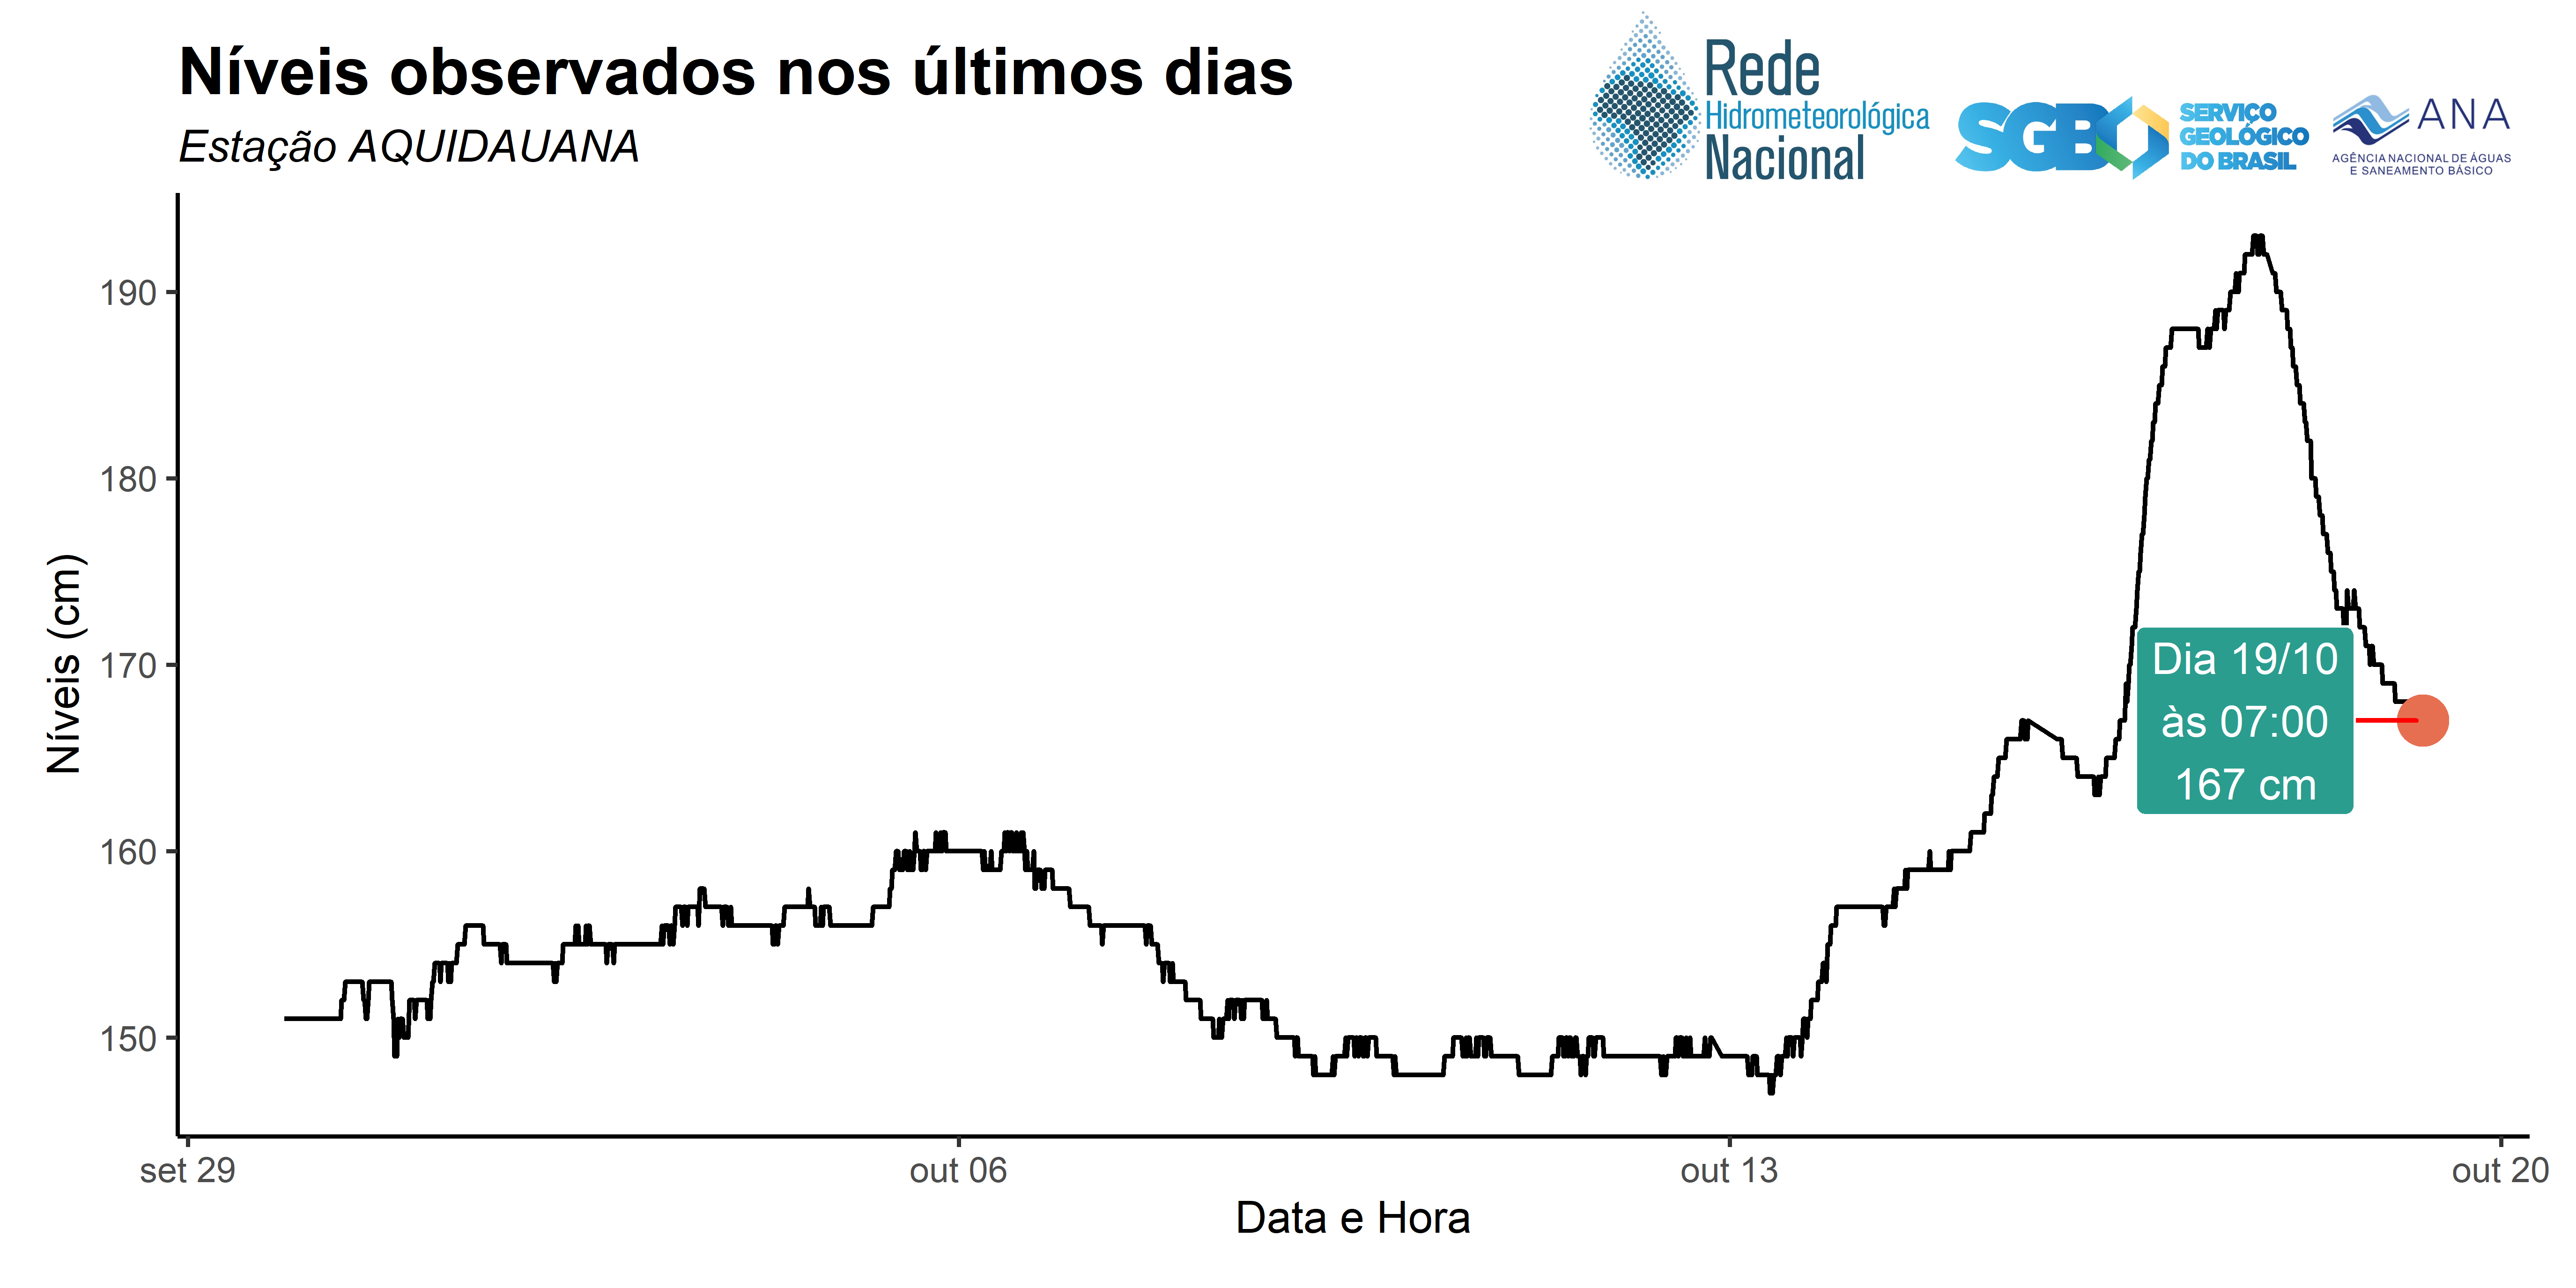 Níveis observados nos últimos dias
Estação AQUIDAUANA
Rede
Hidrometeorológica
Nacional
SGB
SERVIÇO
GEOLÓGICO
DO BRASIL
ANA
AGÊNCIA NACIONAL DE ÁGUAS
E SANEAMENTO BÁSICO
Níveis (cm)
190
180
170
160
150
Dia 19/10
às 07:00
167 cm
set 29
out 06
out 13
out 20
Data e Hora